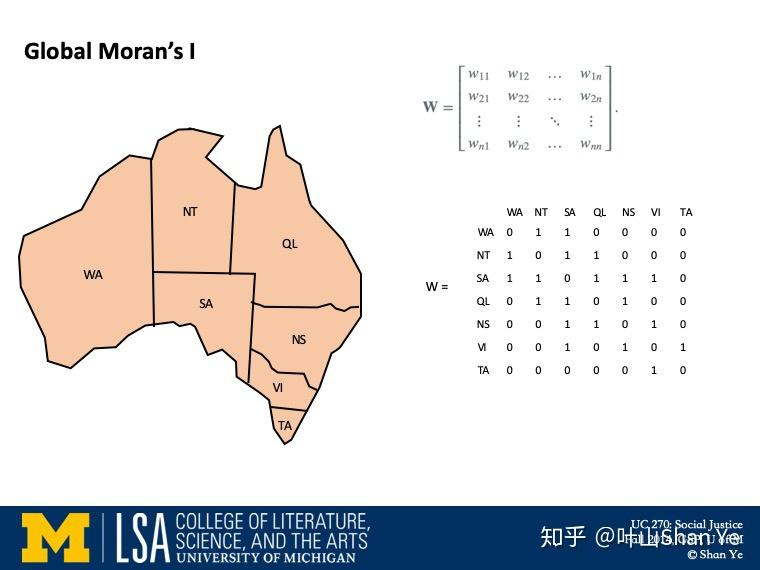 Global Moran's I
W = [ w11 w12 … w1n
w21 w22 … w2n
⋮ ⋮ ⋱ ⋮
wn1 wn2 … wnn ] .
WA
NT
QL
SA
NS
VI
TA
W =
WA NT SA QL NS VI TA
WA 0 1 1 0 0 0 0
NT 1 0 1 1 0 0 0
SA 1 1 0 1 1 1 0
QL 0 1 1 0 1 0 0
NS 0 0 1 1 0 1 0
VI 0 0 1 0 1 0 1
TA 0 0 0 0 0 1 0
M
LSA
COLLEGE OF LITERATURE,
SCIENCE, AND THE ARTS
UNIVERSITY OF MICHIGAN
UC 270: Social Justice
知乎 @叶山Shan Ye
© Shan Ye